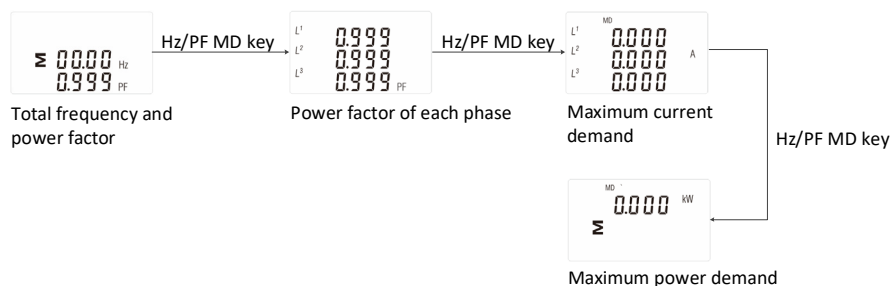 Σ 00.00 Hz
0.999 PF
Hz/PF MD key
L¹ 0.999
L² 0.999
L³ 0.999 PF
Hz/PF MD key
MD
L¹ 0.000
L² 0.000 A
L³ 0.000
Total frequency and
power factor
Power factor of each phase
Maximum current
demand
Hz/PF MD key
MD
0.000 kW
Σ
Maximum power demand